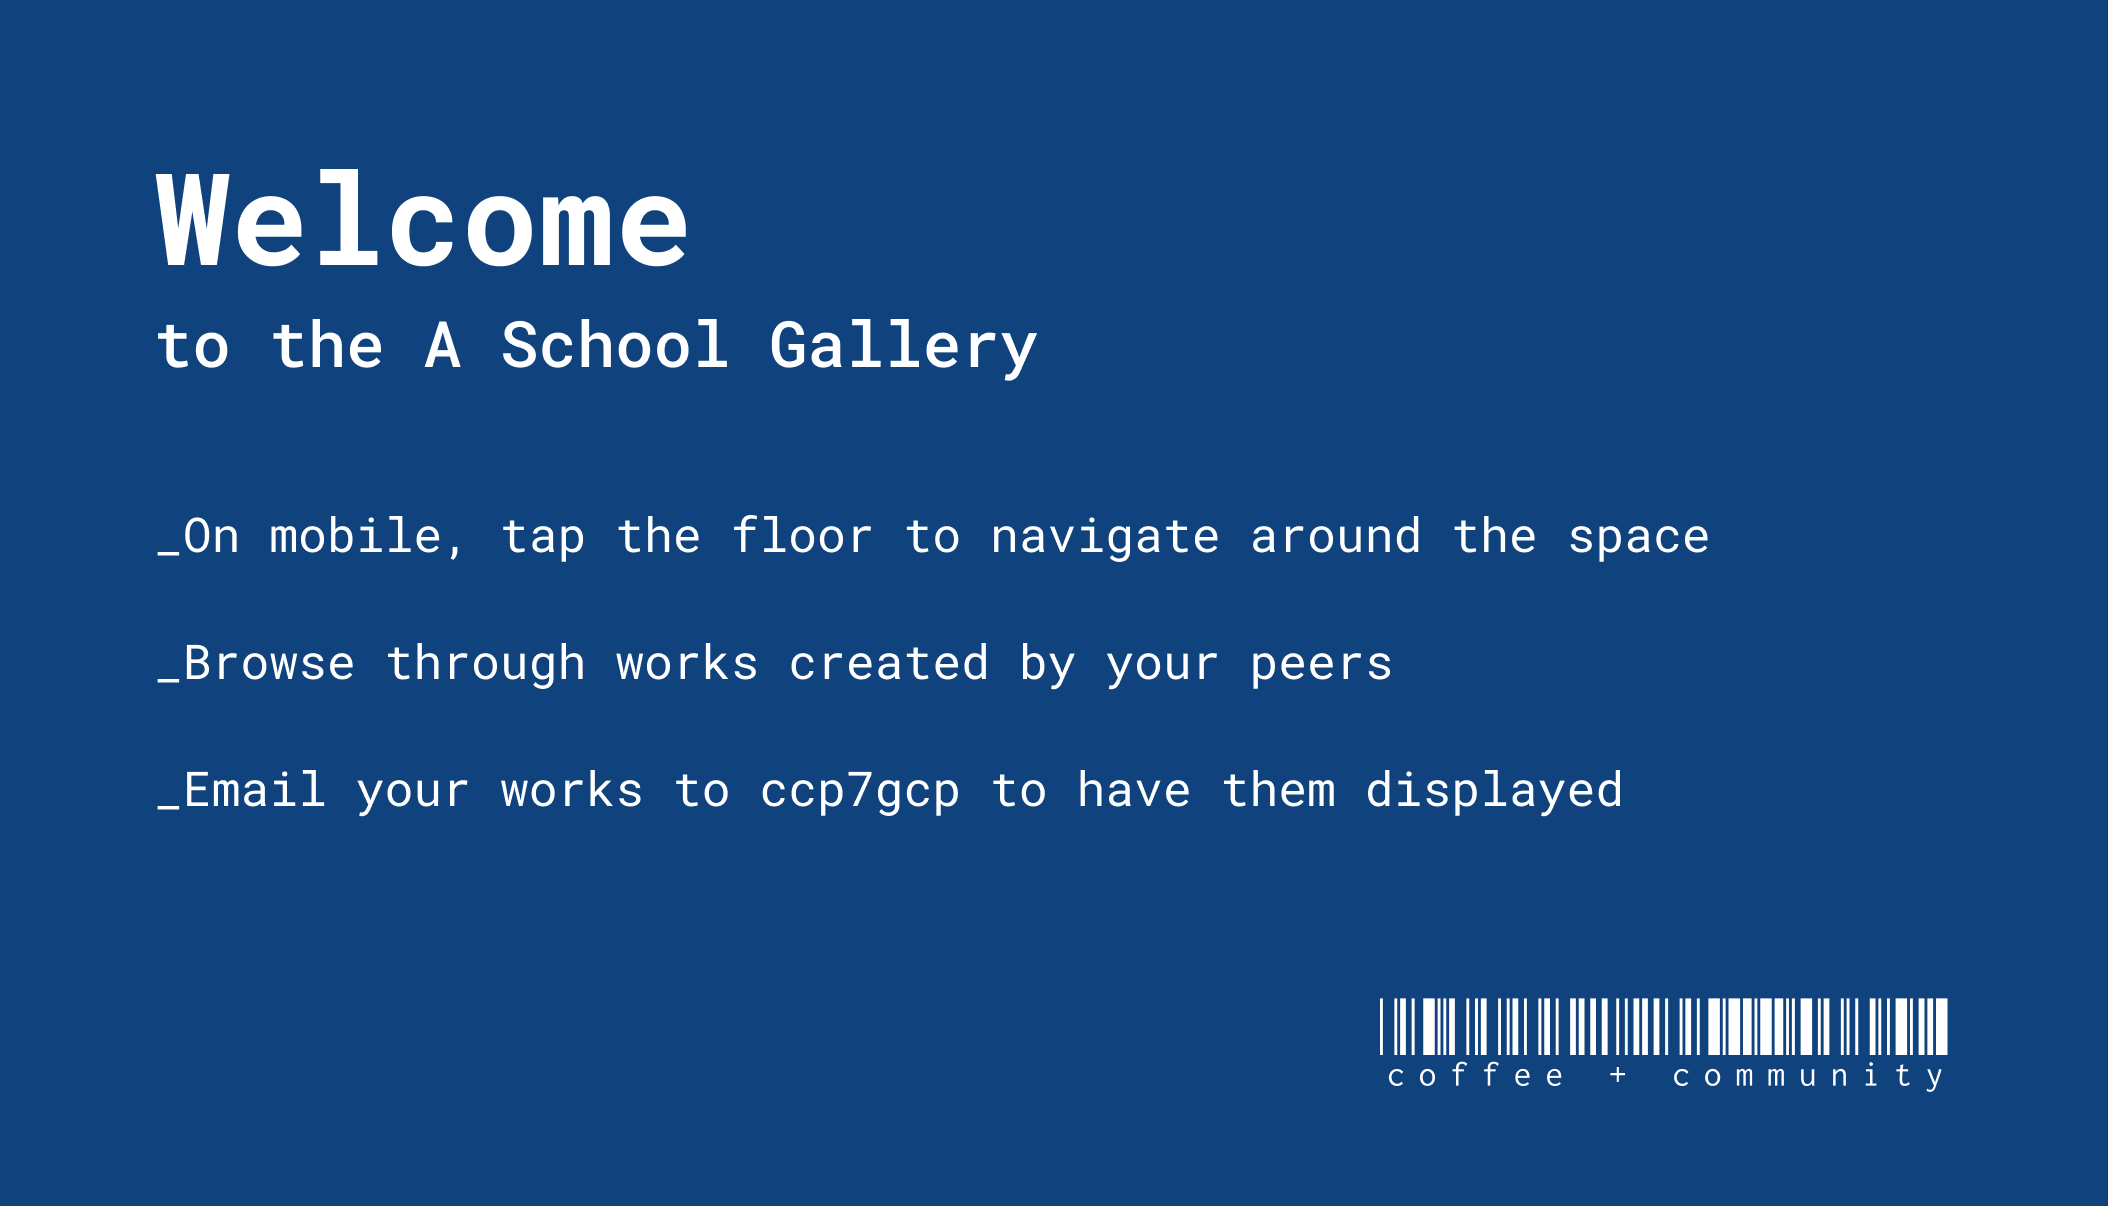 Welcome
to the A School Gallery
_On mobile, tap the floor to navigate around the space
_Browse through works created by your peers
_Email your works to ccp7gcp to have them displayed
coffee + community